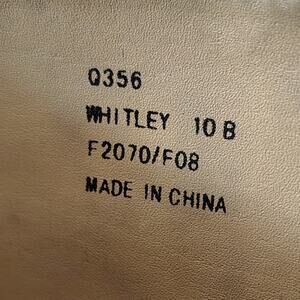 Q356
WHITLEY 10 B
F2070/F08
MADE IN CHINA